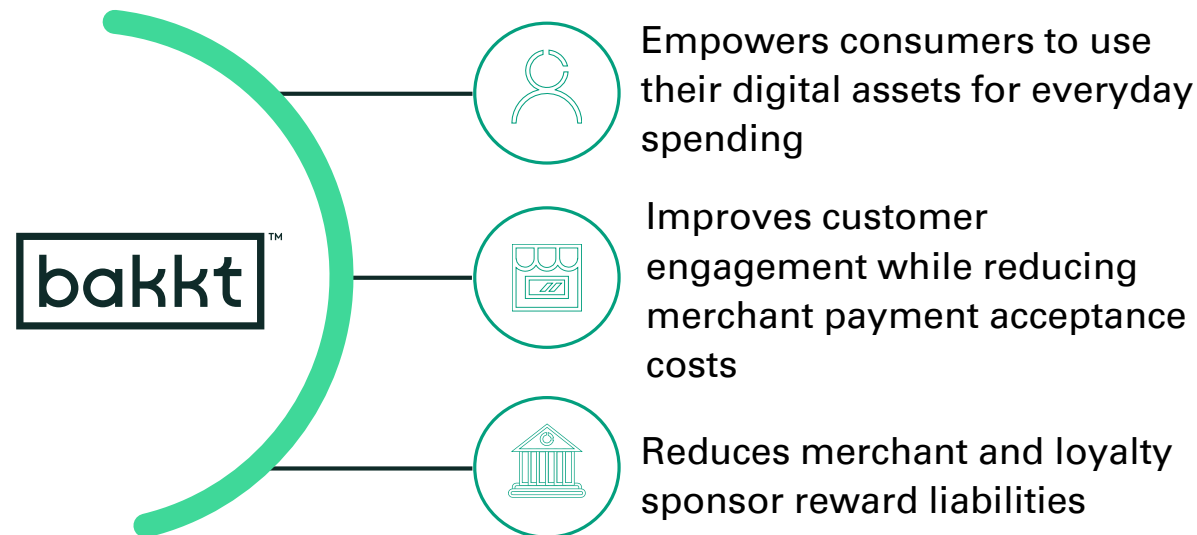 Empowers consumers to use
their digital assets for everyday
spending
bakkt™
Improves customer
engagement while reducing
merchant payment acceptance
costs
Reduces merchant and loyalty
sponsor reward liabilities